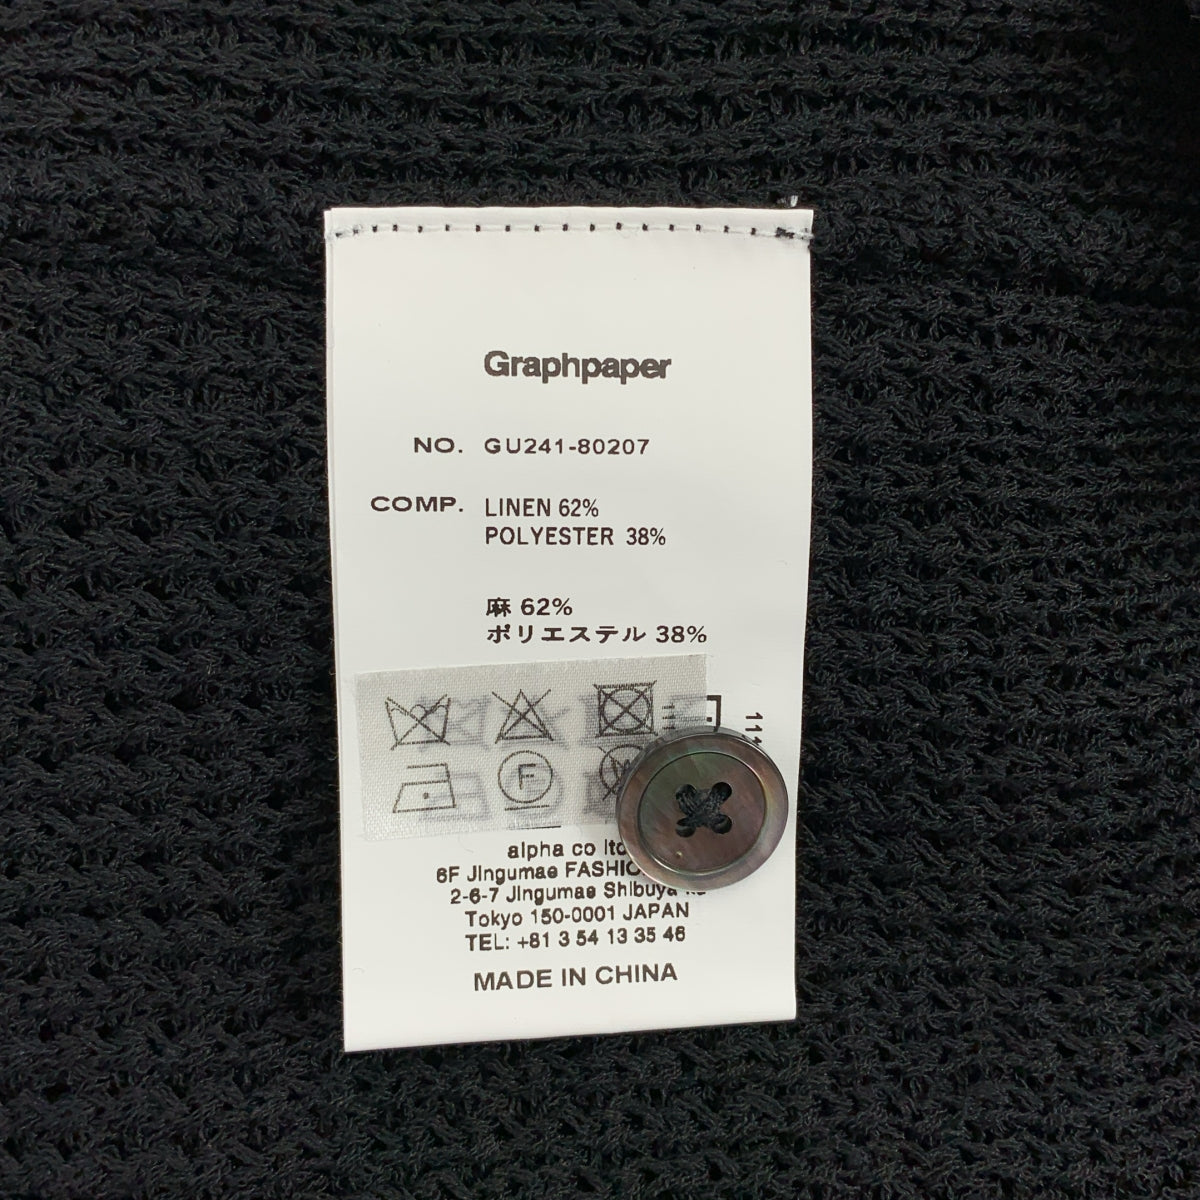 Graphpaper
NO. GU241-80207
COMP. LINEN 62%
POLYESTER 38%
麻 62%
ポリエステル 38%
F
W
alpha co
6F Jingumae
2-6-7 Jingumae Shibuya
Tokyo 150-0001 JAPAN
TEL: +81 3 54 13 35 46
MADE IN CHINA